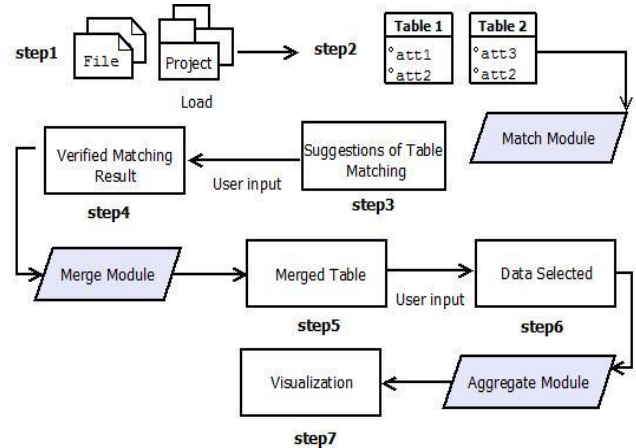 step1
File
Project
Load
step2
Table 1
att1
att2
Table 2
att3
att2
Match Module
Suggestions of Table
Matching
step3
User input
Verified Matching
Result
step4
Merge Module
Merged Table
step5
User input
Data Selected
step6
Aggregate Module
Visualization
step7